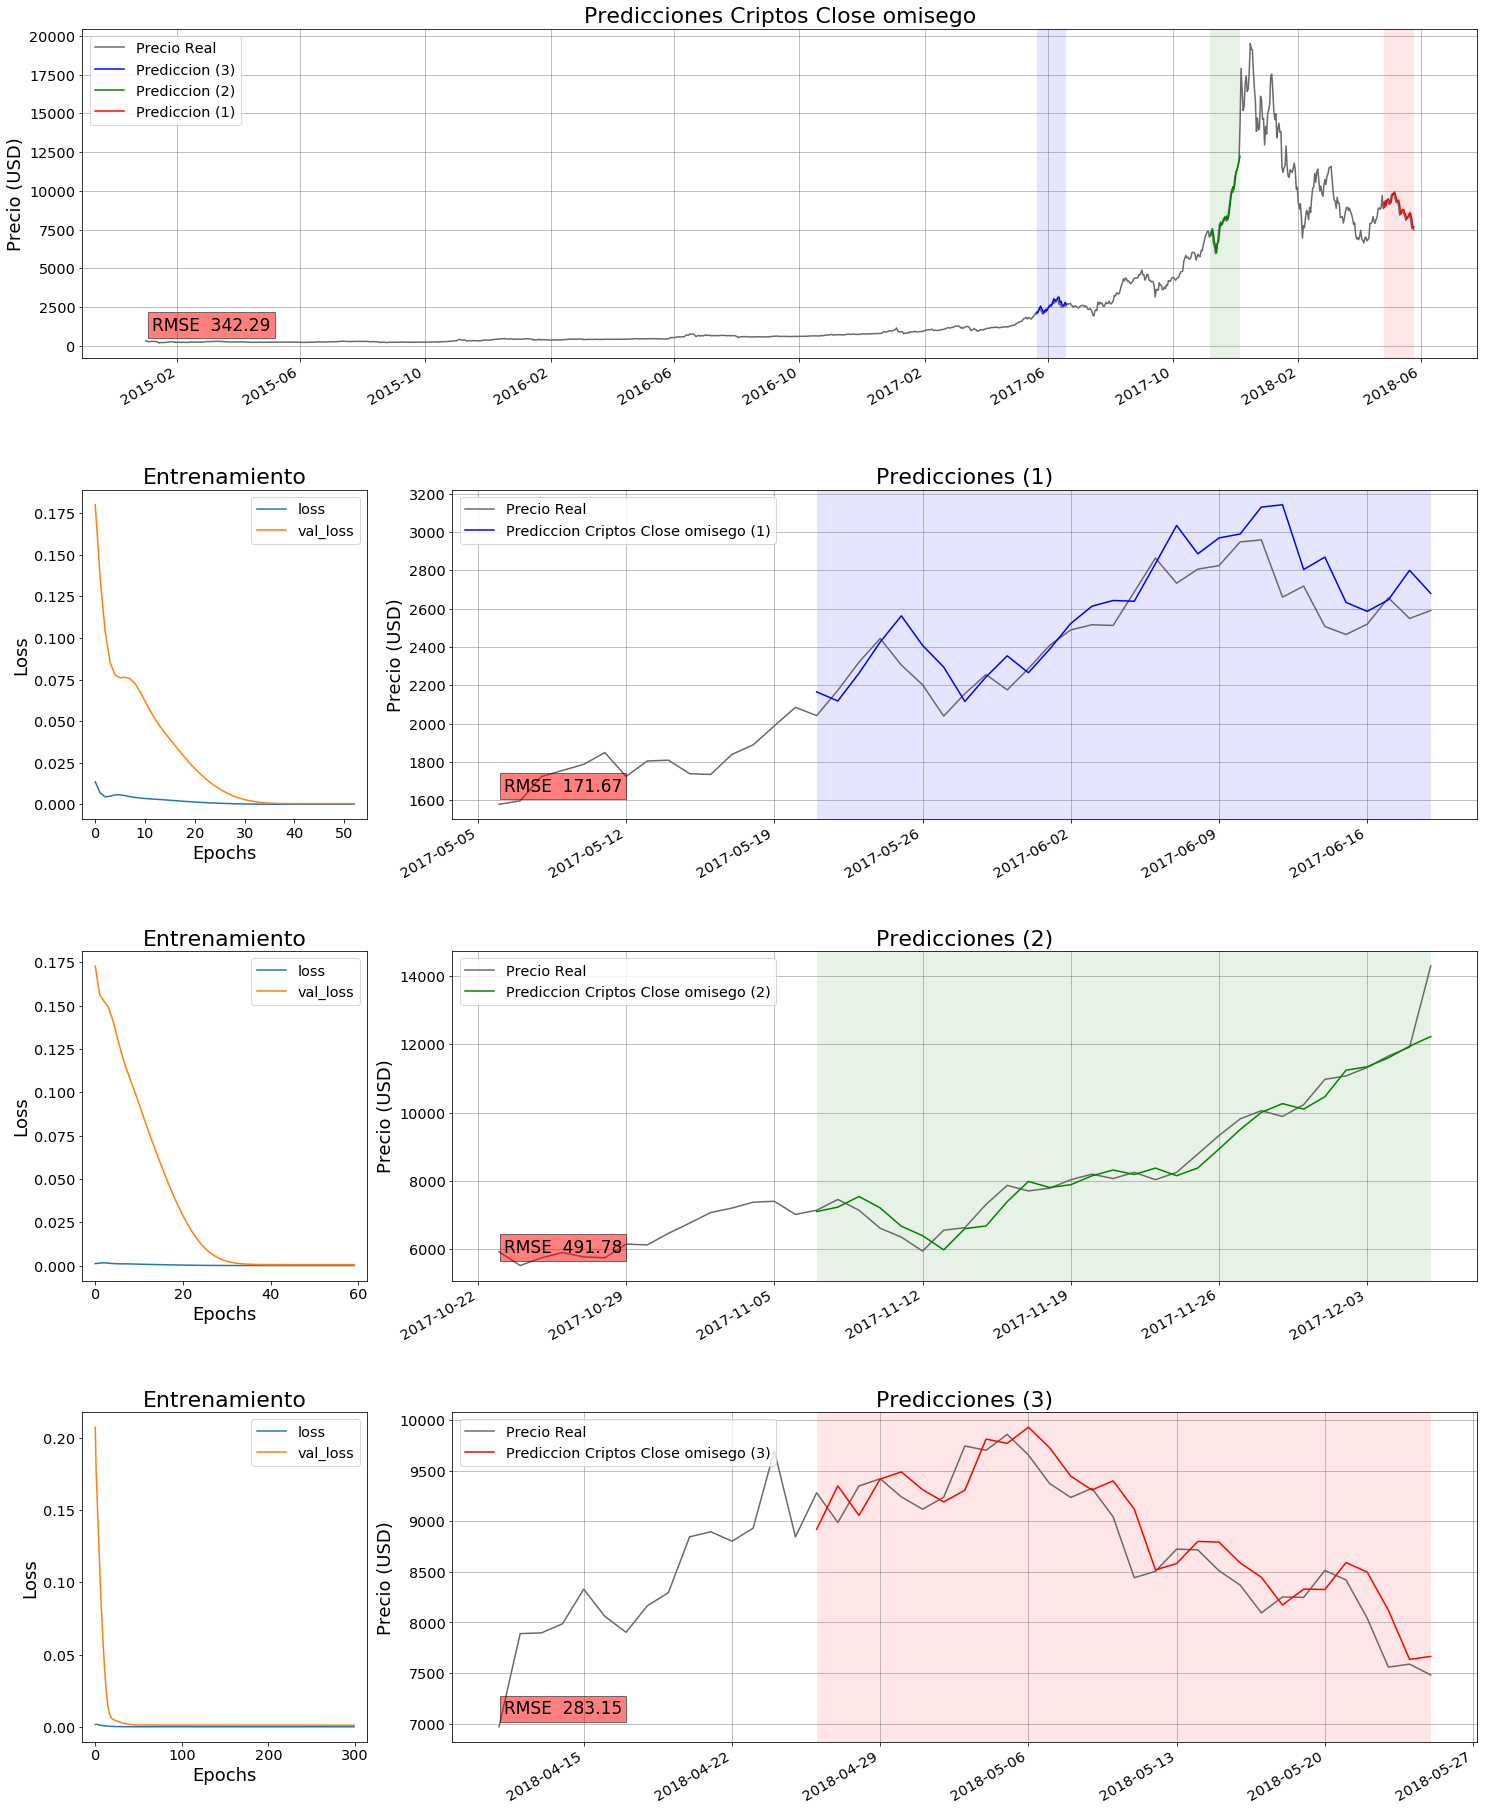 Predicciones Criptos Close omisego
Precio (USD)
20000
17500
15000
12500
10000
7500
5000
2500
0
Precio Real
Prediccion (3)
Prediccion (2)
Prediccion (1)
RMSE 342.29
2015-02
2015-06
2015-10
2016-02
2016-06
2016-10
2017-02
2017-06
2017-10
2018-02
2018-06
Entrenamiento
Loss
0.175
0.150
0.125
0.100
0.075
0.050
0.025
0.000
loss
val_loss
0
10
20
30
40
50
Epochs
Predicciones (1)
Precio (USD)
3200
3000
2800
2600
2400
2200
2000
1800
1600
Precio Real
Prediccion Criptos Close omisego (1)
RMSE 171.67
2017-05-05
2017-05-12
2017-05-19
2017-05-26
2017-06-02
2017-06-09
2017-06-16
Entrenamiento
Loss
0.175
0.150
0.125
0.100
0.075
0.050
0.025
0.000
loss
val_loss
0
20
40
60
Epochs
Predicciones (2)
Precio (USD)
14000
12000
10000
8000
6000
Precio Real
Prediccion Criptos Close omisego (2)
RMSE 491.78
2017-10-22
2017-10-29
2017-11-05
2017-11-12
2017-11-19
2017-11-26
2017-12-03
Entrenamiento
Loss
0.20
0.15
0.10
0.05
0.00
loss
val_loss
0
100
200
300
Epochs
Predicciones (3)
Precio (USD)
10000
9500
9000
8500
8000
7500
7000
Precio Real
Prediccion Criptos Close omisego (3)
RMSE 283.15
2018-04-15
2018-04-22
2018-04-29
2018-05-06
2018-05-13
2018-05-20
2018-05-27